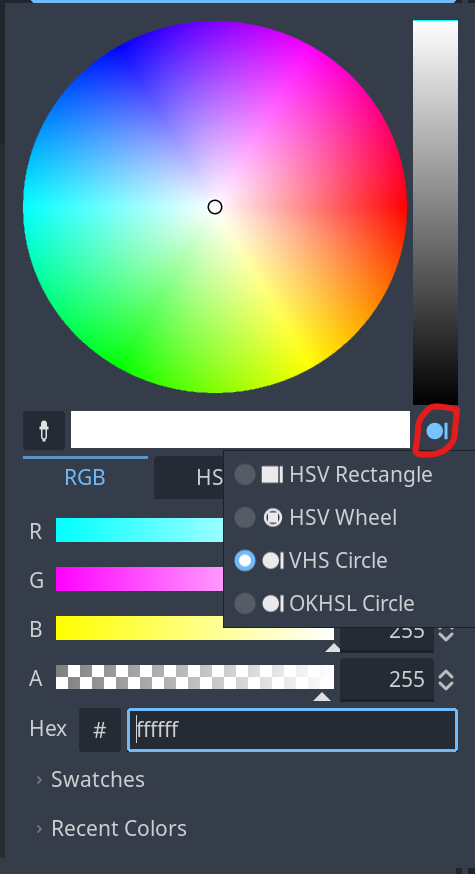 RGB
HS
HSV Rectangle
HSV Wheel
VHS Circle
OKHSL Circle
R
G
B 255
A 255
Hex # ffffff
Swatches
Recent Colors